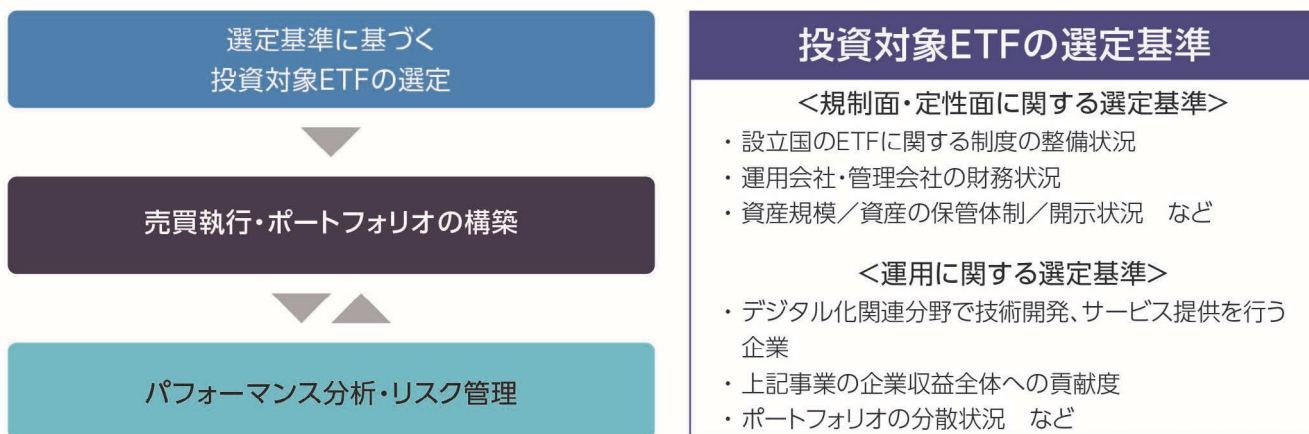 選定基準に基づく
投資対象ETFの選定
売買執行・ポートフォリオの構築
パフォーマンス分析・リスク管理
投資対象ETFの選定基準
<規制面・定性面に関する選定基準>
・設立国のETFに関する制度の整備状況
・運用会社・管理会社の財務状況
・資産規模／資産の保管体制／開示状況　など
<運用に関する選定基準>
・デジタル化関連分野で技術開発、サービス提供を行う
企業
・上記事業の企業収益全体への貢献度
・ポートフォリオの分散状況　など